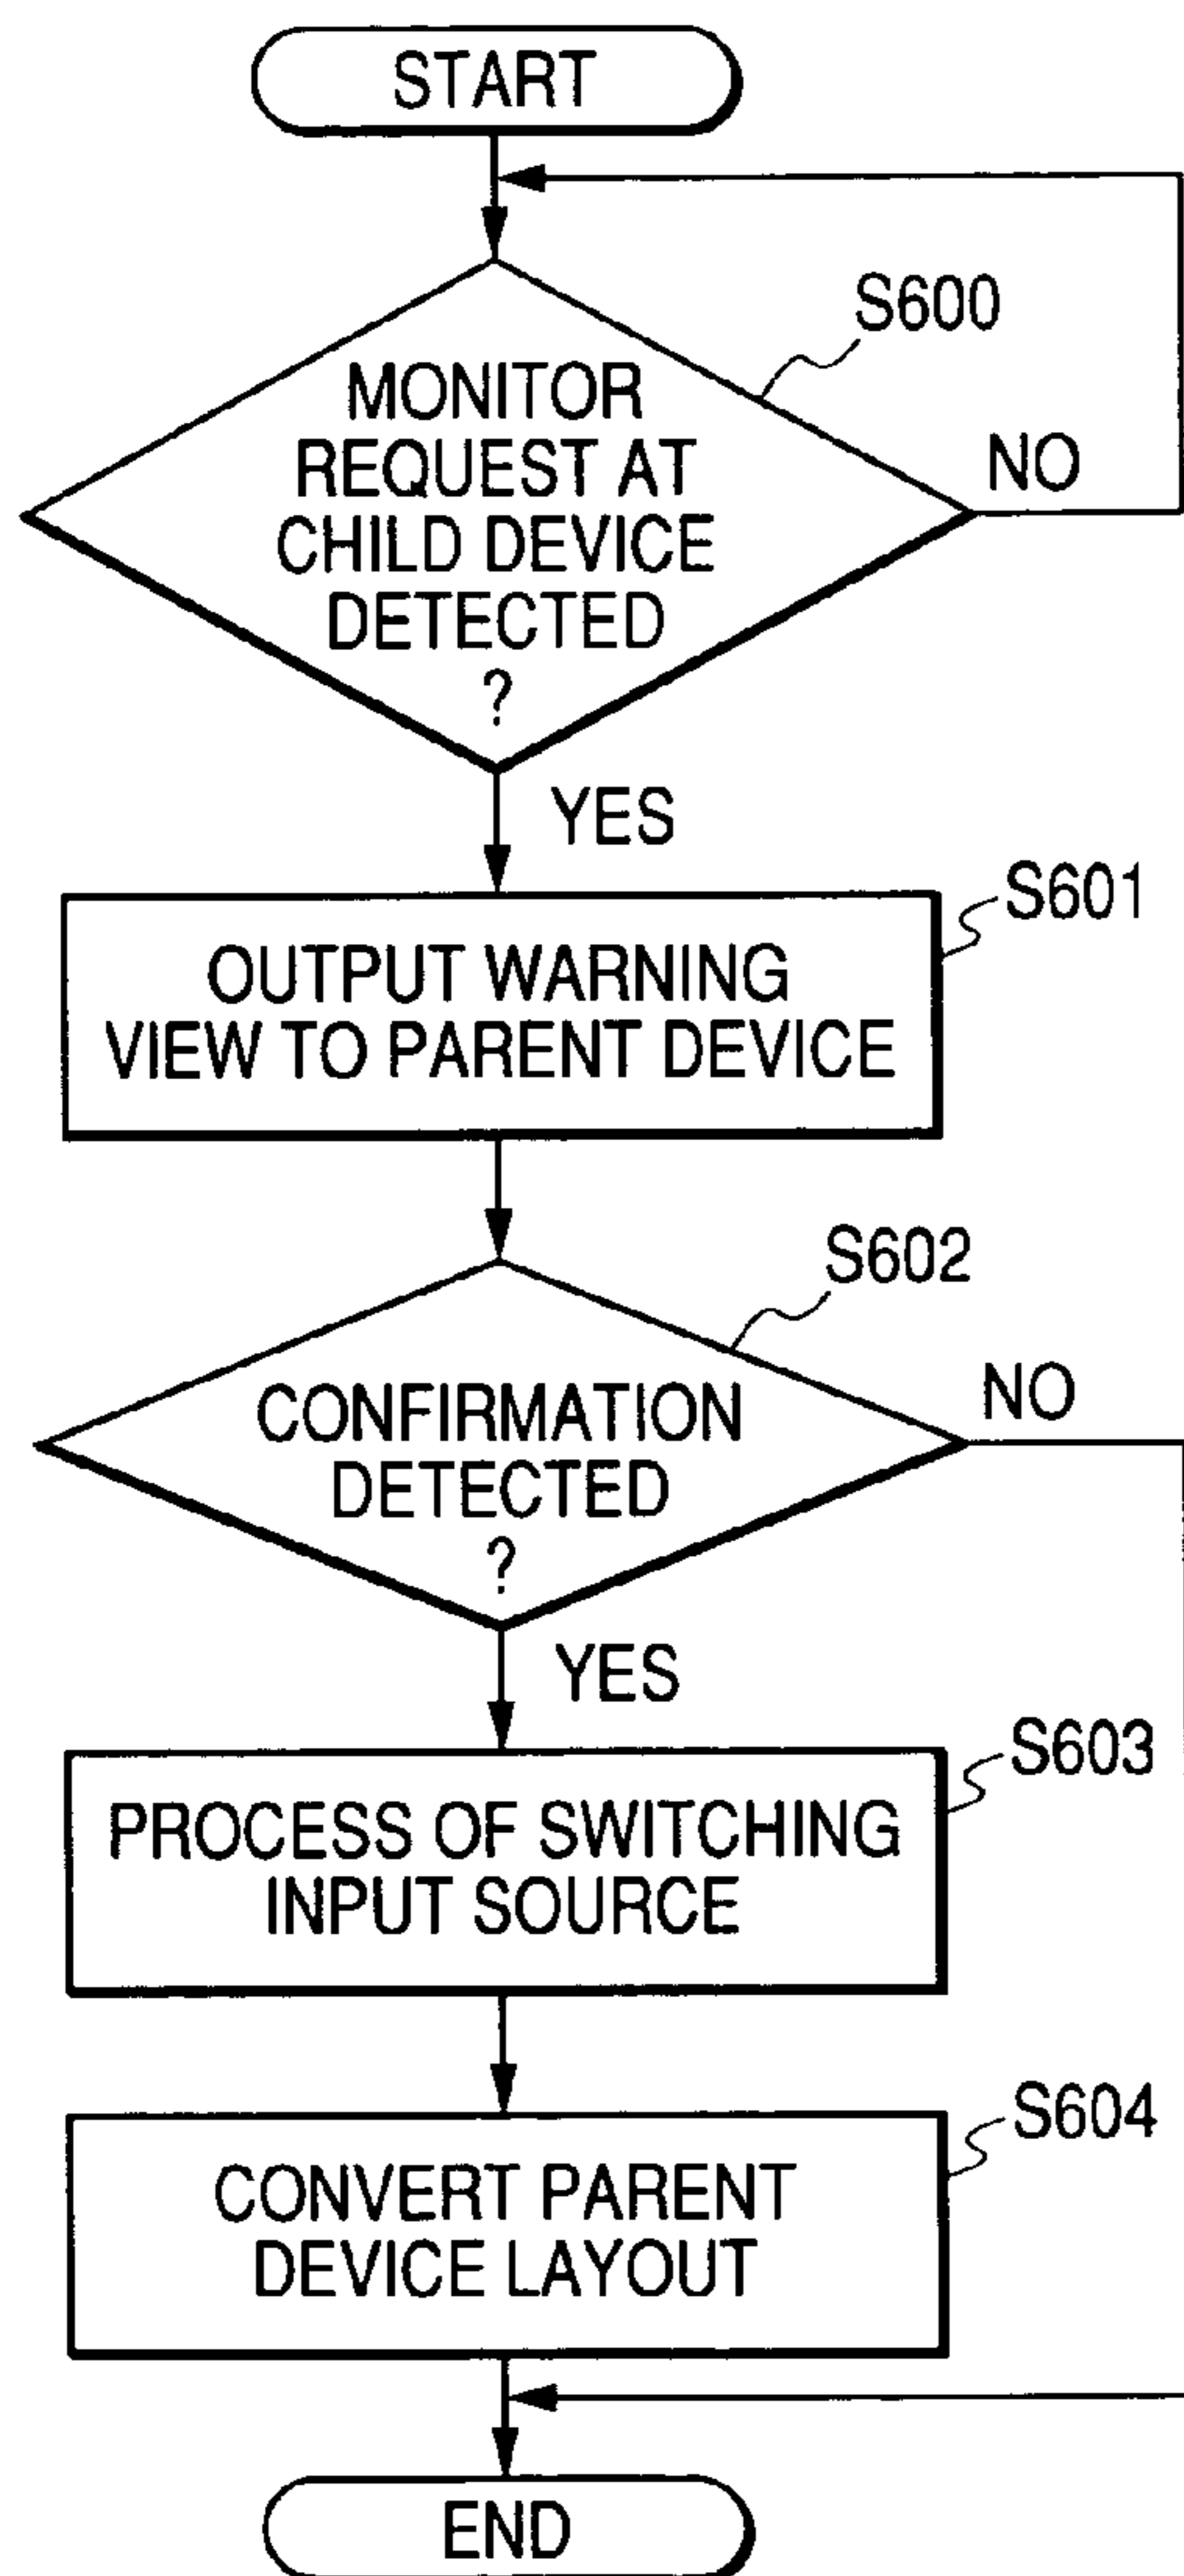 START
S600
MONITOR
REQUEST AT
CHILD DEVICE
DETECTED
?
NO
YES
S601
OUTPUT WARNING
VIEW TO PARENT DEVICE
S602
CONFIRMATION
DETECTED
?
NO
YES
S603
PROCESS OF SWITCHING
INPUT SOURCE
S604
CONVERT PARENT
DEVICE LAYOUT
END